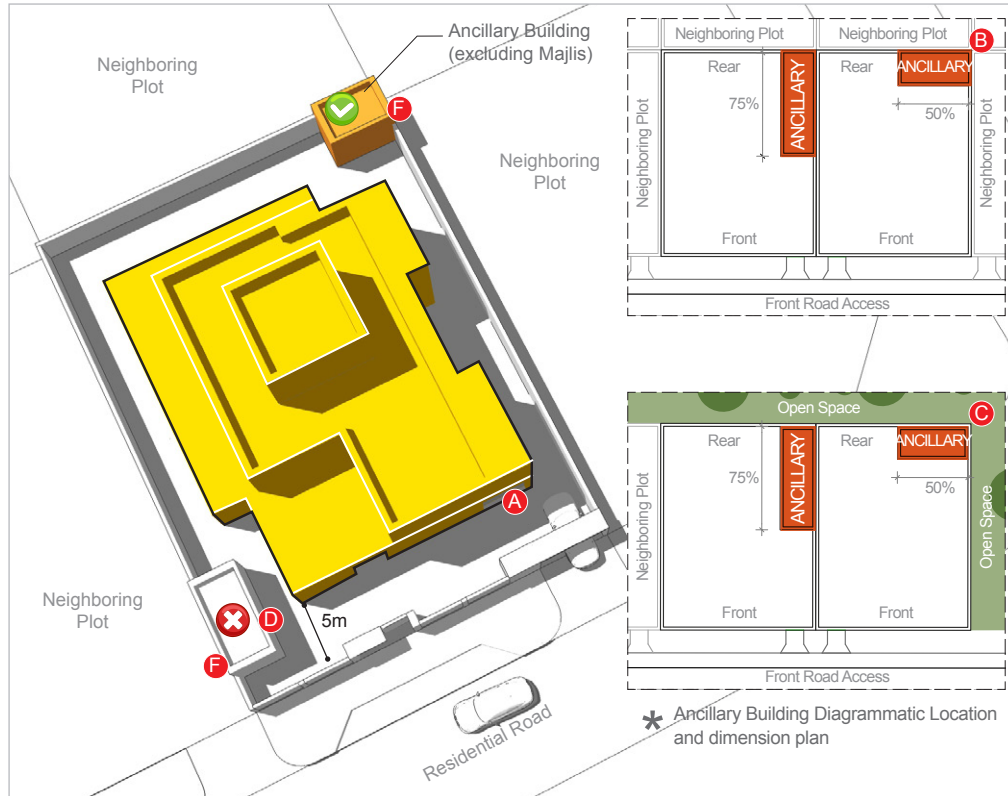 Ancillary Building
(excluding Majlis)
Neighboring
Plot
F
Neighboring
Plot
A
Neighboring
Plot
D
F
5m
Residential Road
Neighboring Plot
Neighboring Plot
B
Rear
ANCILLARY
75%
Rear
ANCILLARY
50%
Neighboring Plot
Neighboring Plot
Front
Front
Front Road Access
Open Space
C
Rear
ANCILLARY
75%
Rear
ANCILLARY
50%
Neighboring Plot
Open Space
Front
Front
Front Road Access
* Ancillary Building Diagrammatic Location
and dimension plan